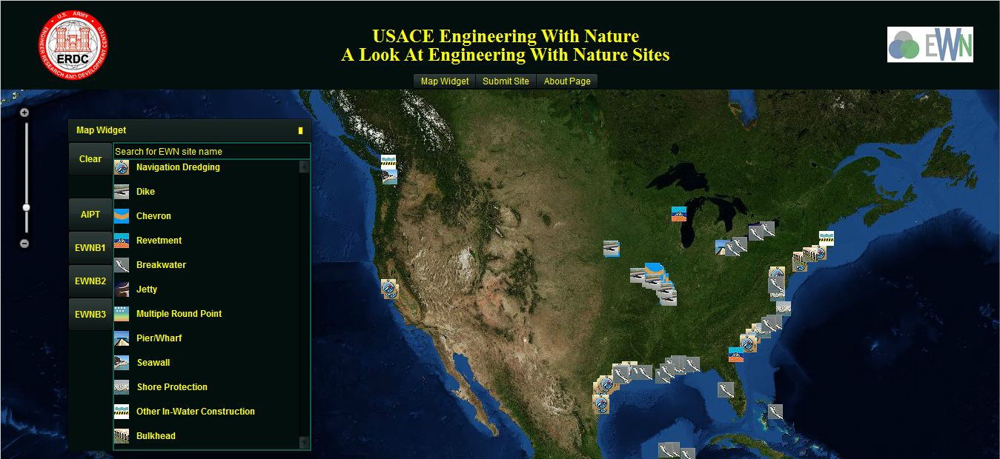 U.S. ARMY
ENGINEER RESEARCH AND DEVELOPMENT CENTER
ERDC
USACE Engineering With Nature
A Look At Engineering With Nature Sites
EWN
Map Widget Submit Site About Page
Map Widget
Clear
Search for EWN site name
Navigation Dredging
Dike
AIPT
Chevron
EWNB1
Revetment
Breakwater
EWNB2
Jetty
EWNB3
Multiple Round Point
Pier/Wharf
Seawall
Shore Protection
Other In-Water Construction
Bulkhead